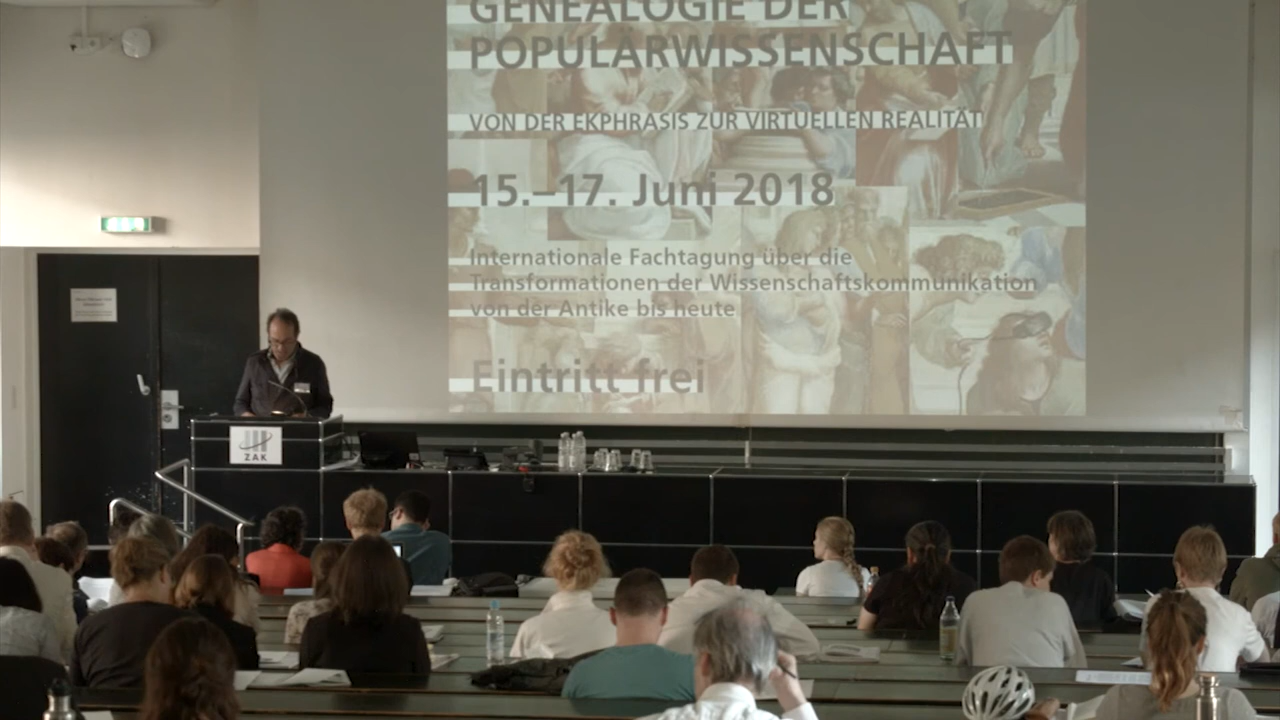 GENEALOGIE DER
POPULÄRWISSENSCHAFT
VON DER EKPHRASIS ZUR VIRTUELLEN REALITÄT
15.–17. Juni 2018
Internationale Fachtagung über die
Transformationen der Wissenschaftskommunikation
von der Antike bis heute
Eintritt frei
ZAK